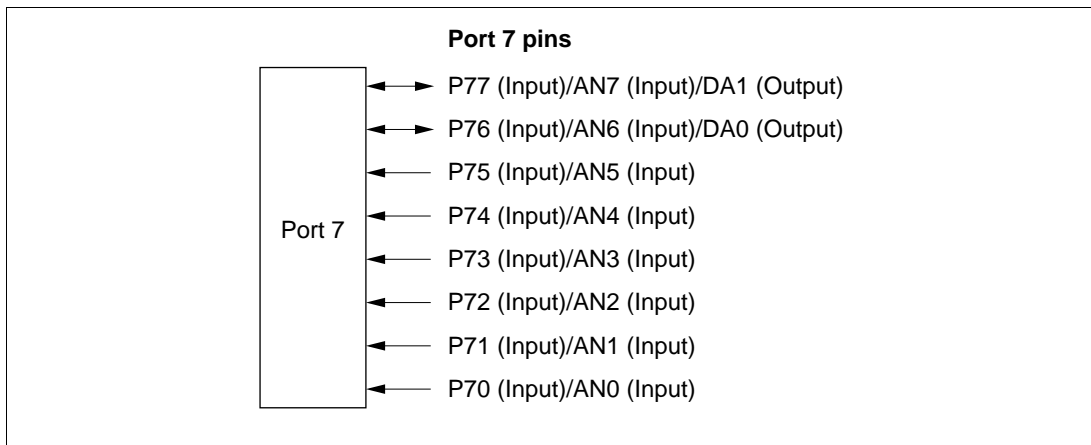 Port 7 pins
P77 (Input)/AN7 (Input)/DA1 (Output)
P76 (Input)/AN6 (Input)/DA0 (Output)
P75 (Input)/AN5 (Input)
P74 (Input)/AN4 (Input)
Port 7
P73 (Input)/AN3 (Input)
P72 (Input)/AN2 (Input)
P71 (Input)/AN1 (Input)
P70 (Input)/AN0 (Input)